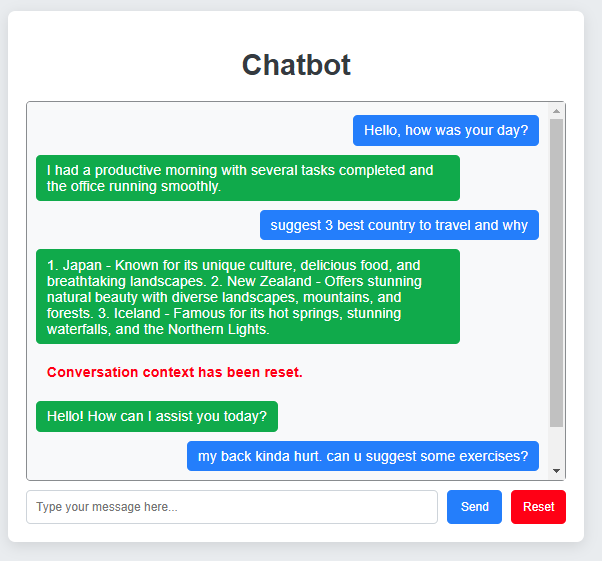 Chatbot
Hello, how was your day?
I had a productive morning with several tasks completed and
the office running smoothly.
suggest 3 best country to travel and why
1. Japan - Known for its unique culture, delicious food, and
breathtaking landscapes. 2. New Zealand - Offers stunning
natural beauty with diverse landscapes, mountains, and
forests. 3. Iceland - Famous for its hot springs, stunning
waterfalls, and the Northern Lights.
Conversation context has been reset.
Hello! How can I assist you today?
my back kinda hurt. can u suggest some exercises?
Type your message here...
Send
Reset